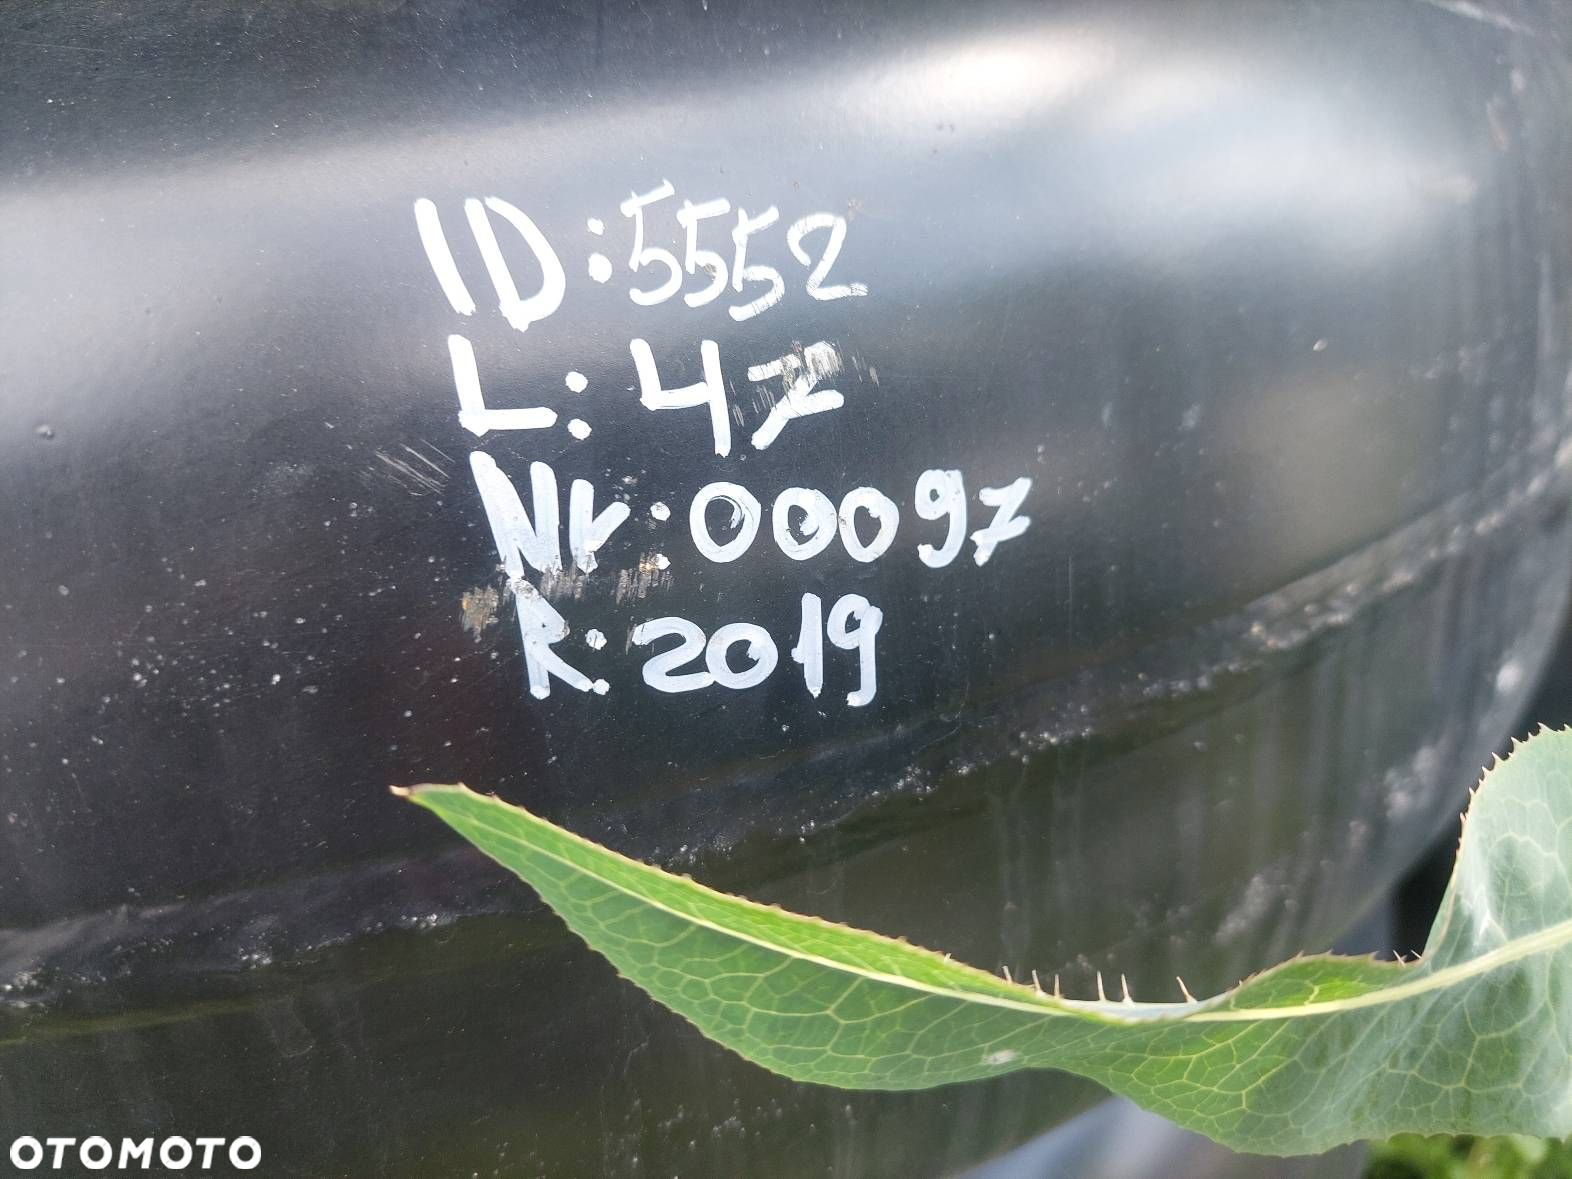 ID:5552
L:47
Nr:00097
R:2019
OTOMOTO